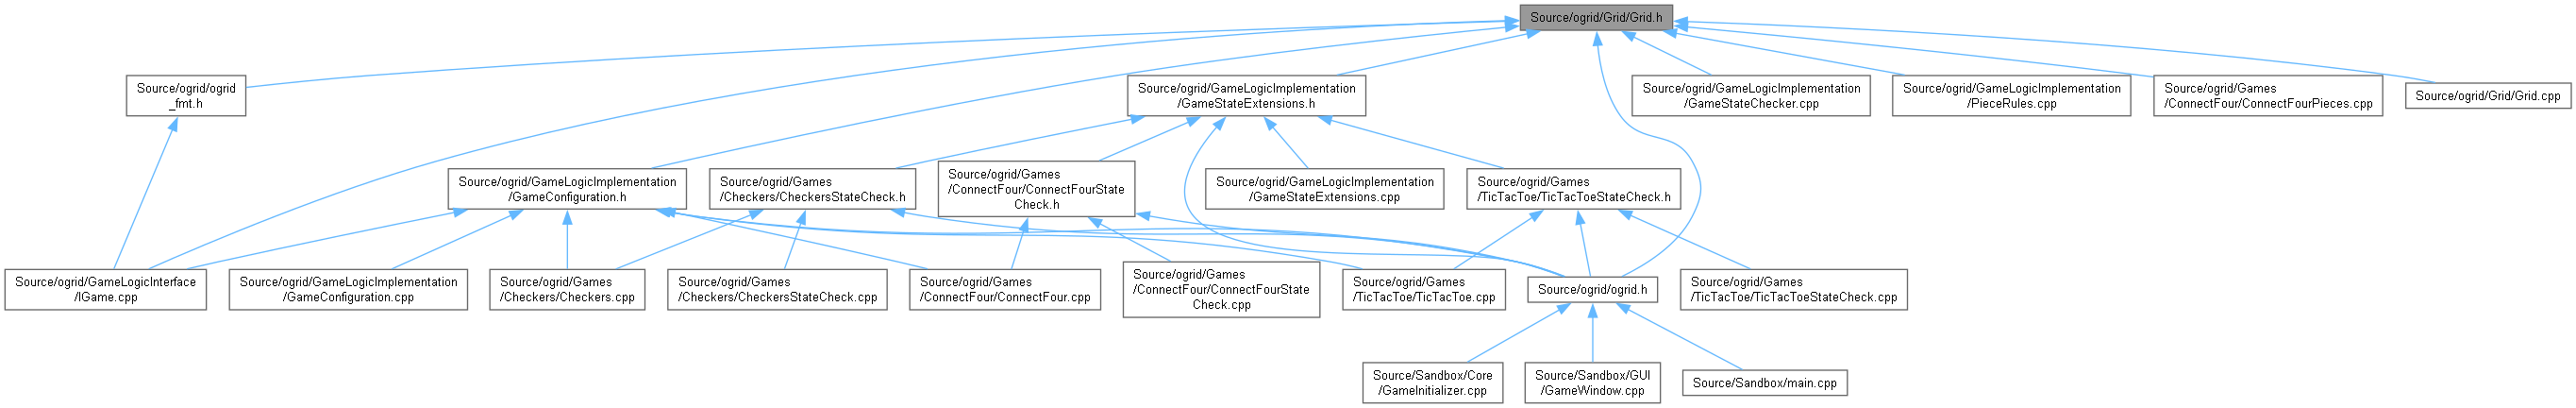 Source/ogrid/Grid/Grid.h
Source/ogrid/ogrid
_fmt.h
Source/ogrid/GameLogicImplementation
/GameStateExtensions.h
Source/ogrid/GameLogicImplementation
/GameStateChecker.cpp
Source/ogrid/GameLogicImplementation
/PieceRules.cpp
Source/ogrid/Games
/ConnectFour/ConnectFourPieces.cpp
Source/ogrid/Grid/Grid.cpp
Source/ogrid/GameLogicImplementation
/GameConfiguration.h
Source/ogrid/Games
/Checkers/CheckersStateCheck.h
Source/ogrid/Games
/ConnectFour/ConnectFourState
Check.h
Source/ogrid/GameLogicImplementation
/GameStateExtensions.cpp
Source/ogrid/Games
/TicTacToe/TicTacToeStateCheck.h
Source/ogrid/GameLogicInterface
/IGame.cpp
Source/ogrid/GameLogicImplementation
/GameConfiguration.cpp
Source/ogrid/Games
/Checkers/Checkers.cpp
Source/ogrid/Games
/Checkers/CheckersStateCheck.cpp
Source/ogrid/Games
/ConnectFour/ConnectFour.cpp
Source/ogrid/Games
/ConnectFour/ConnectFourState
Check.cpp
Source/ogrid/Games
/TicTacToe/TicTacToe.cpp
Source/ogrid/ogrid.h
Source/ogrid/Games
/TicTacToe/TicTacToeStateCheck.cpp
Source/Sandbox/Core
/GameInitializer.cpp
Source/Sandbox/GUI
/GameWindow.cpp
Source/Sandbox/main.cpp